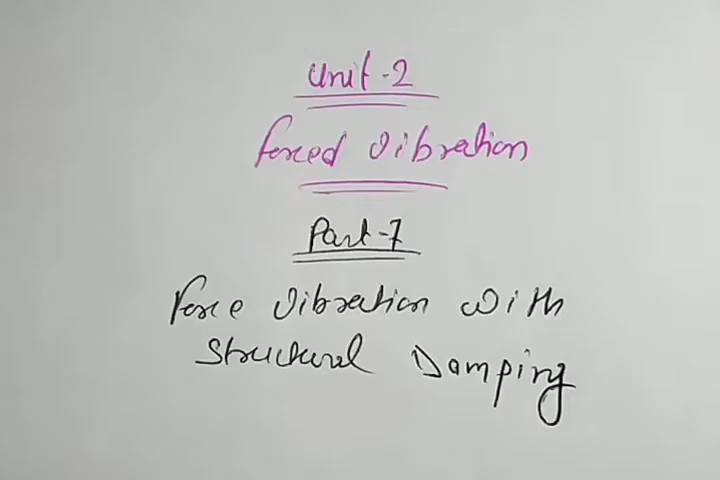 Unit-2
Forced Vibration
Part-7
Force Vibration with
Structural Damping